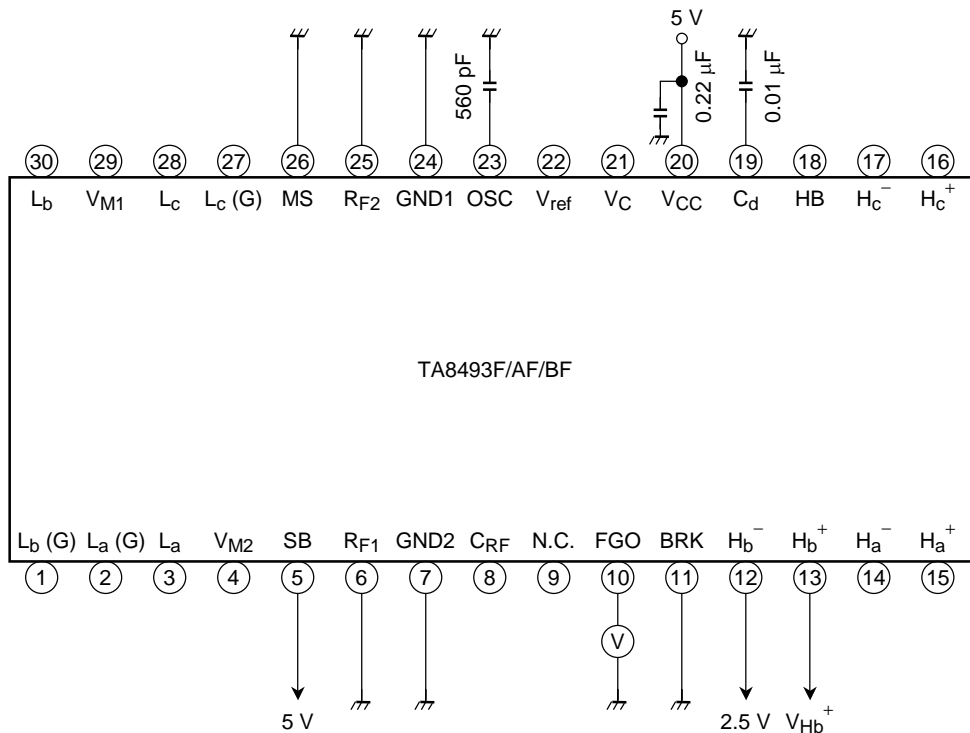 5 V
560 pF
0.22 μF
0.01 μF
30 29 28 27 26 25 24 23 22 21 20 19 18 17 16
Lb VM1 Lc Lc (G) MS RF2 GND1 OSC Vref VC VCC Cd HB Hc− Hc+
TA8493F/AF/BF
Lb (G) La (G) La VM2 SB RF1 GND2 CRF N.C. FGO BRK Hb− Hb+ Ha− Ha+
1 2 3 4 5 6 7 8 9 10 11 12 13 14 15
V
5 V 2.5 V VHb+